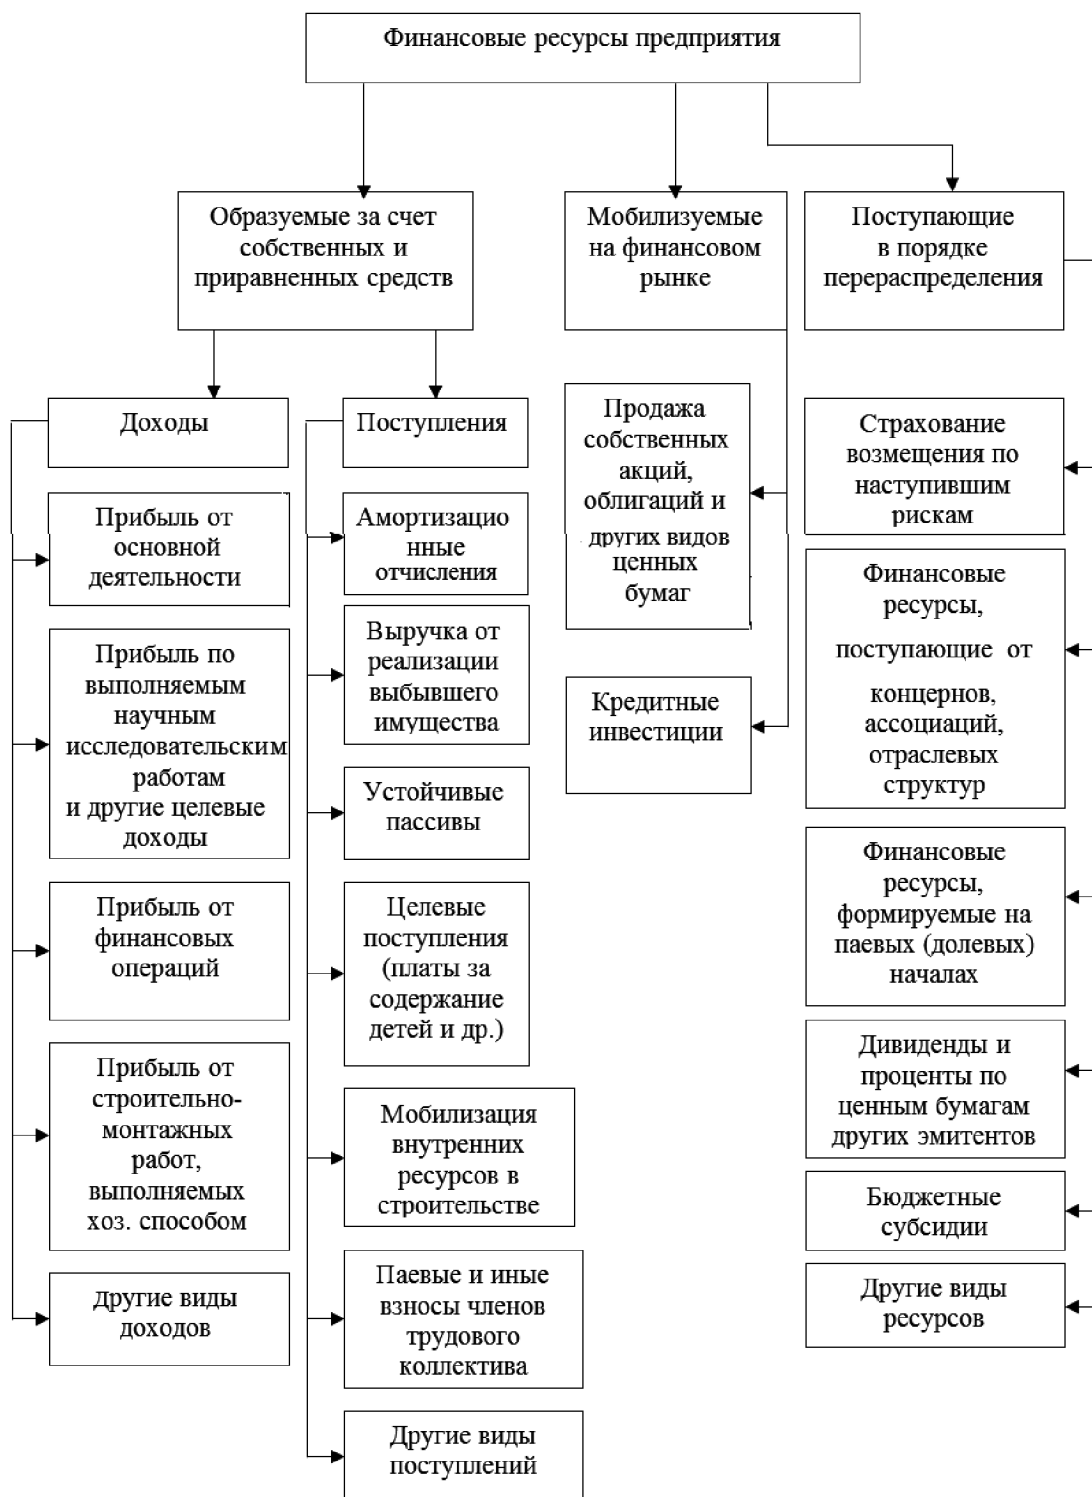 Финансовые ресурсы предприятия
Образуемые за счет
собственных и
приравненных средств
Мобилизуемые
на финансовом
рынке
Поступающие
в порядке
перераспределения
Доходы
Прибыль от
основной
деятельности
Прибыль по
выполняемым
научным
исследовательским
работам
и другие целевые
доходы
Прибыль от
финансовых
операций
Прибыль от
строительно-
монтажных
работ,
выполняемых
хоз. способом
Другие виды
доходов
Поступления
Амортизацио
нные
отчисления
Выручка от
реализации
выбывшего
имущества
Устойчивые
пассивы
Целевые
поступления
(платы за
содержание
детей и др.)
Мобилизация
внутренних
ресурсов в
строительстве
Паевые и иные
взносы членов
трудового
коллектива
Другие виды
поступлений
Продажа
собственных
акций,
облигаций и
других видов
ценных
бумаг
Кредитные
инвестиции
Страхование
возмещения по
наступившим
рискам
Финансовые
ресурсы,
поступающие от
концернов,
ассоциаций,
отраслевых
структур
Финансовые
ресурсы,
формируемые на
паевых (долевых)
началах
Дивиденды и
проценты по
ценным бумагам
других эмитентов
Бюджетные
субсидии
Другие виды
ресурсов